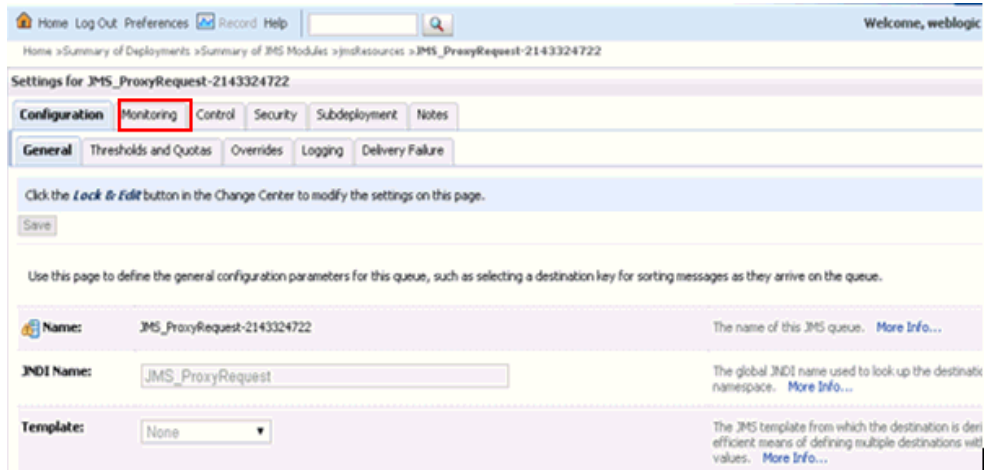 Home Log Out Preferences Record Help
Welcome, weblogic
Home >Summary of Deployments >Summary of JMS Modules >jmsResources >JMS_ProxyRequest-2143324722
Settings for JMS_ProxyRequest-2143324722
Configuration Monitoring Control Security Subdeployment Notes
General Thresholds and Quotas Overrides Logging Delivery Failure
Click the Lock & Edit button in the Change Center to modify the settings on this page.
Save
Use this page to define the general configuration parameters for this queue, such as selecting a destination key for sorting messages as they arrive on the queue.
Name: JMS_ProxyRequest-2143324722 The name of this JMS queue. More Info...
JNDI Name: JMS_ProxyRequest The global JNDI name used to look up the destinatio
namespace. More Info...
Template: None The JMS template from which the destination is deri
efficient means of defining multiple destinations with
values. More Info...